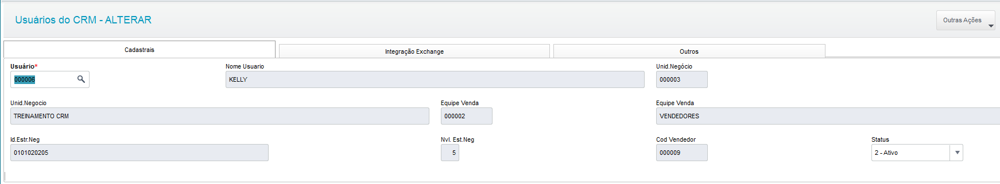 Usuários do CRM - ALTERAR
Outras Ações
Cadastrais
Integração Exchange
Outros
Usuário*
Nome Usuario
Unid.Negócio
000006
KELLY
000003
Unid.Negocio
Equipe Venda
Equipe Venda
TREINAMENTO CRM
000002
VENDEDORES
Id.Estr.Neg
Nvl. Est.Neg
Cod Vendedor
Status
0101020205
5
000009
2 - Ativo